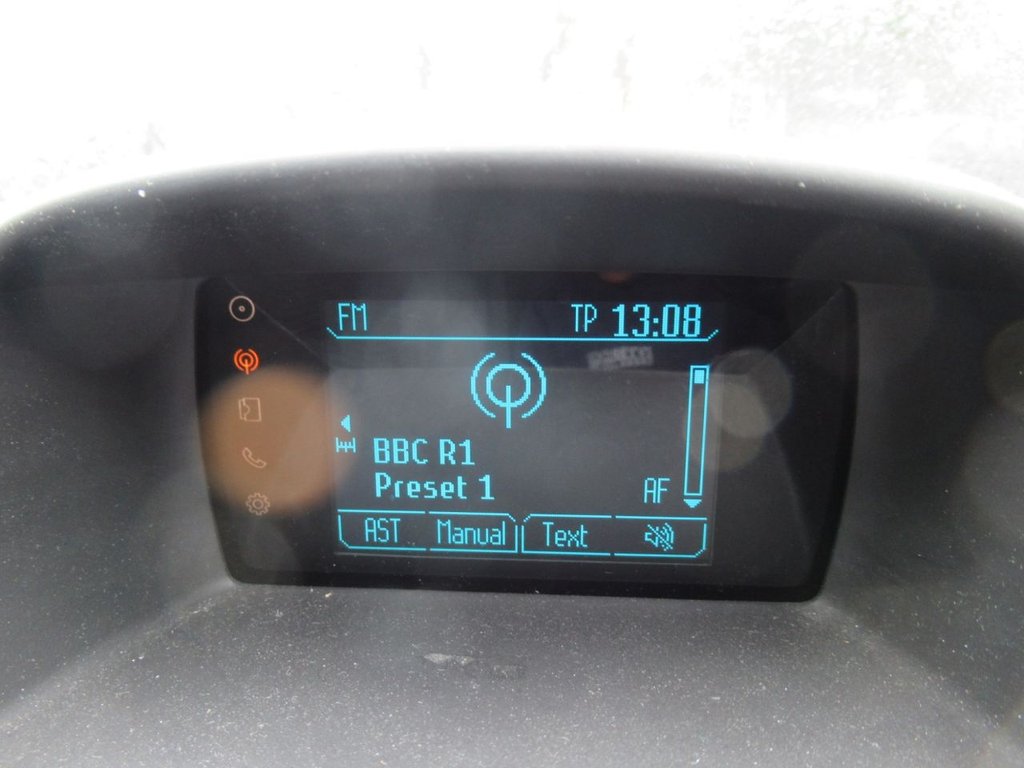 FM TP 13:08
BBC R1
Preset 1 AF
AST Manual Text